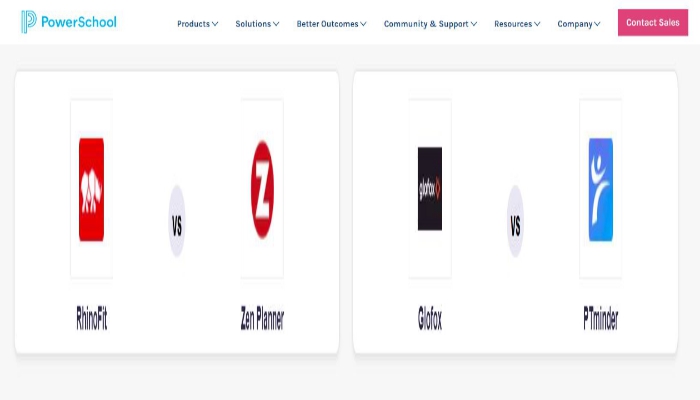 PowerSchool
Products Solutions Better Outcomes Community & Support Resources Company Contact Sales
Z
glofox
VS
VS
RhinoFit Zen Planner Glofox PTminder